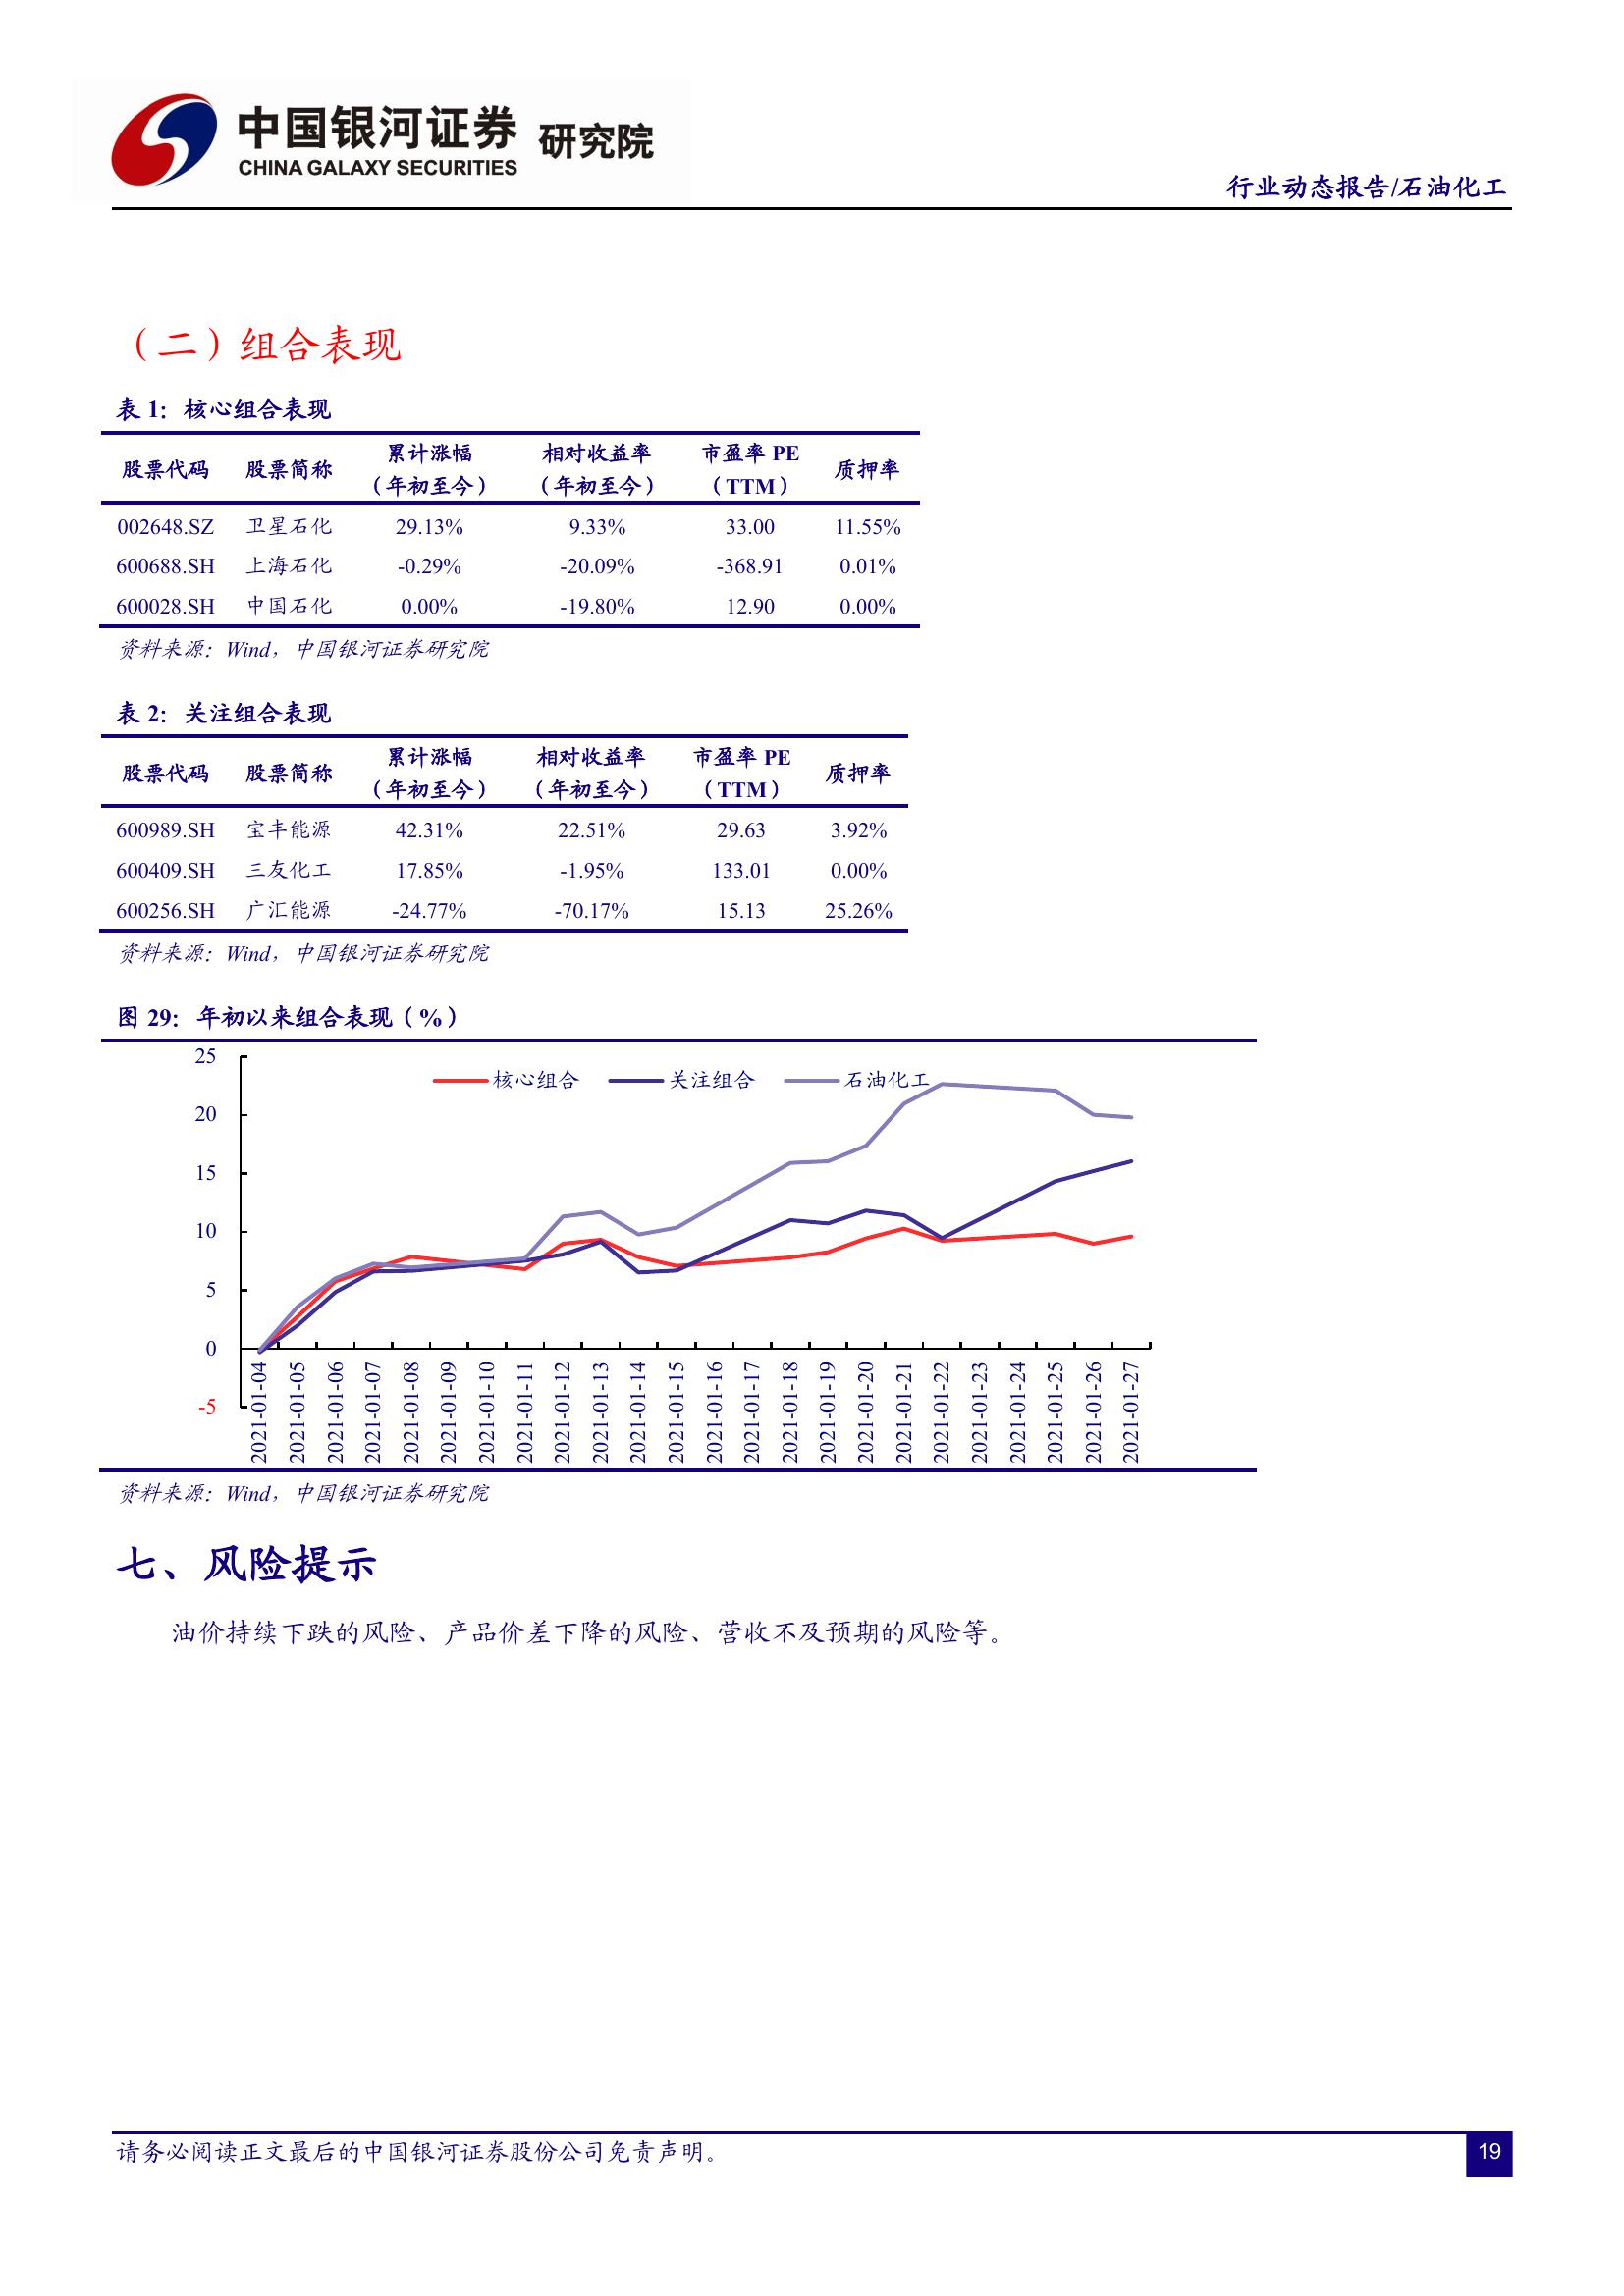 中国银河证券 研究院
CHINA GALAXY SECURITIES
行业动态报告/石油化工
（二）组合表现
表 1：核心组合表现
股票代码 股票简称 累计涨幅（年初至今） 相对收益率（年初至今） 市盈率 PE（TTM） 质押率
002648.SZ 卫星石化 29.13% 9.33% 33.00 11.55%
600688.SH 上海石化 -0.29% -20.09% -368.91 0.01%
600028.SH 中国石化 0.00% -19.80% 12.90 0.00%
资料来源：Wind，中国银河证券研究院
表 2：关注组合表现
股票代码 股票简称 累计涨幅（年初至今） 相对收益率（年初至今） 市盈率 PE（TTM） 质押率
600989.SH 宝丰能源 42.31% 22.51% 29.63 3.92%
600409.SH 三友化工 17.85% -1.95% 133.01 0.00%
600256.SH 广汇能源 -24.77% -70.17% 15.13 25.26%
资料来源：Wind，中国银河证券研究院
图 29：年初以来组合表现（%）
核心组合 关注组合 石油化工
25
20
15
10
5
0
-5
2021-01-04
2021-01-05
2021-01-06
2021-01-07
2021-01-08
2021-01-09
2021-01-10
2021-01-11
2021-01-12
2021-01-13
2021-01-14
2021-01-15
2021-01-16
2021-01-17
2021-01-18
2021-01-19
2021-01-20
2021-01-21
2021-01-22
2021-01-23
2021-01-24
2021-01-25
2021-01-26
2021-01-27
资料来源：Wind，中国银河证券研究院
七、风险提示
油价持续下跌的风险、产品价差下降的风险、营收不及预期的风险等。
请务必阅读正文最后的中国银河证券股份公司免责声明。
19